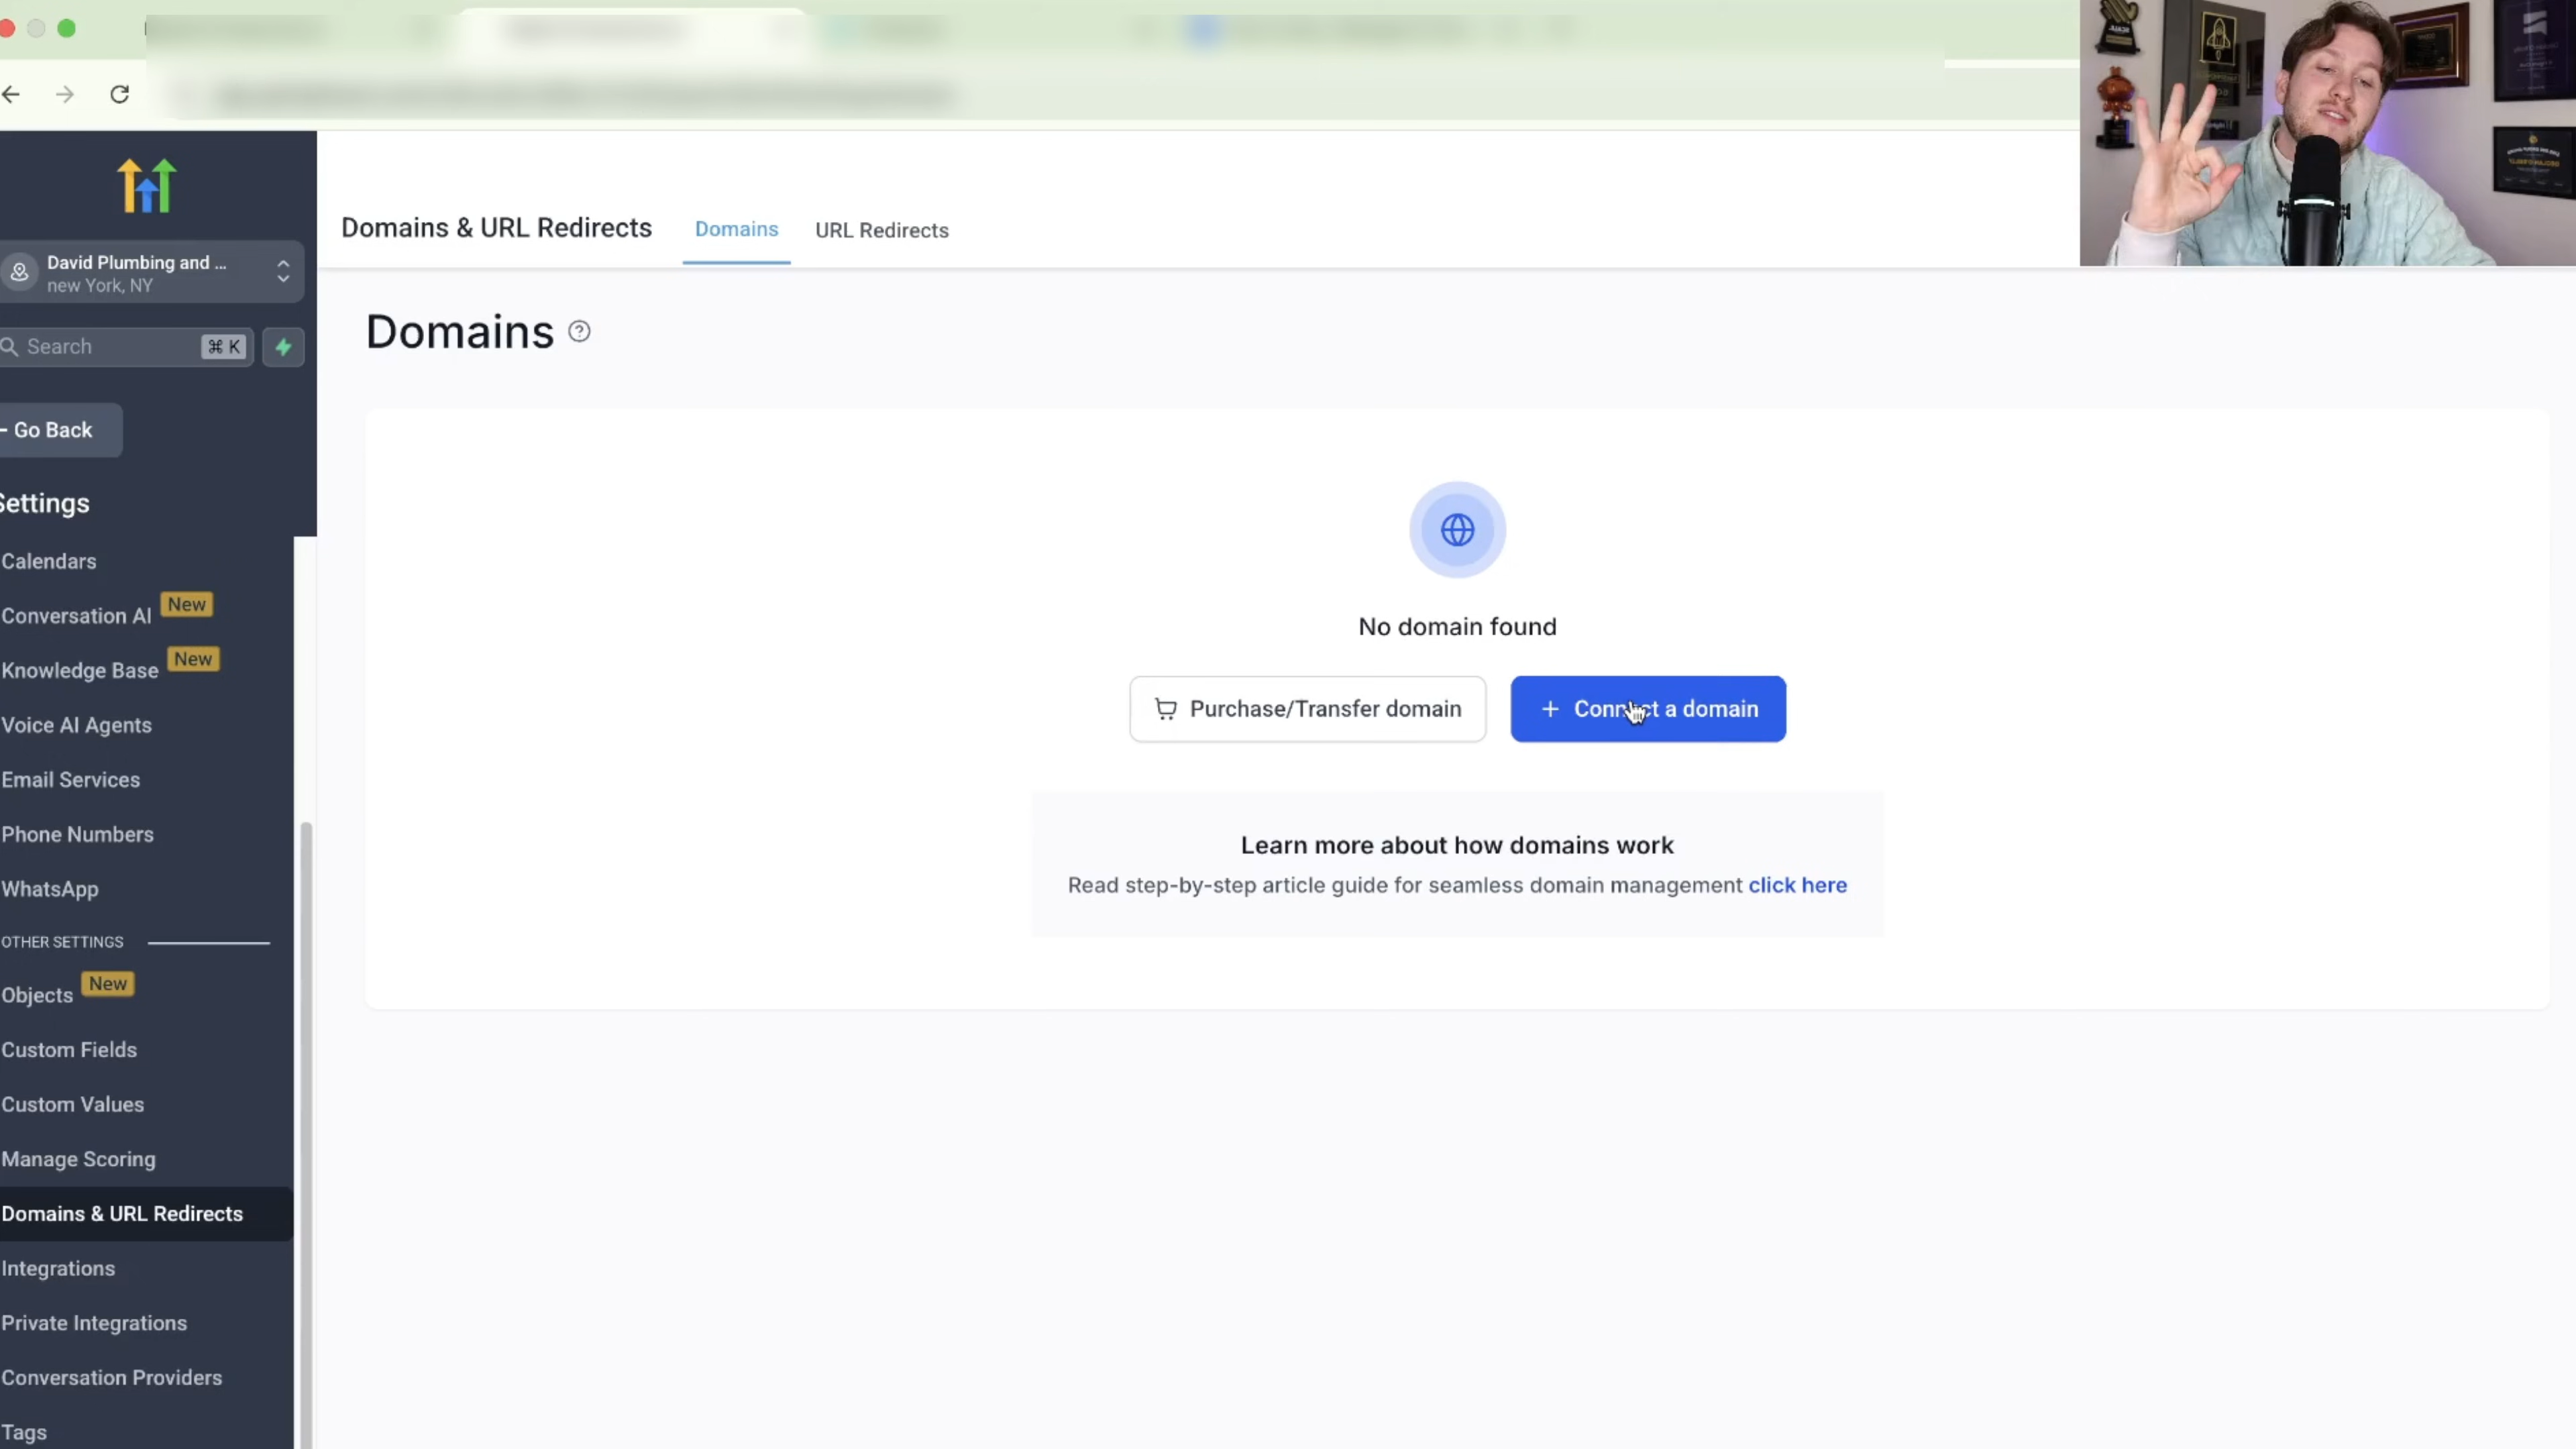 David Plumbing and ...
new York, NY
Search
⌘ K
Go Back
Settings
Calendars
Conversation AI New
Knowledge Base New
Voice AI Agents
Email Services
Phone Numbers
WhatsApp
OTHER SETTINGS
Objects New
Custom Fields
Custom Values
Manage Scoring
Domains & URL Redirects
Integrations
Private Integrations
Conversation Providers
Tags
Domains & URL Redirects Domains URL Redirects
Domains
No domain found
Purchase/Transfer domain
+ Connect a domain
Learn more about how domains work
Read step-by-step article guide for seamless domain management click here